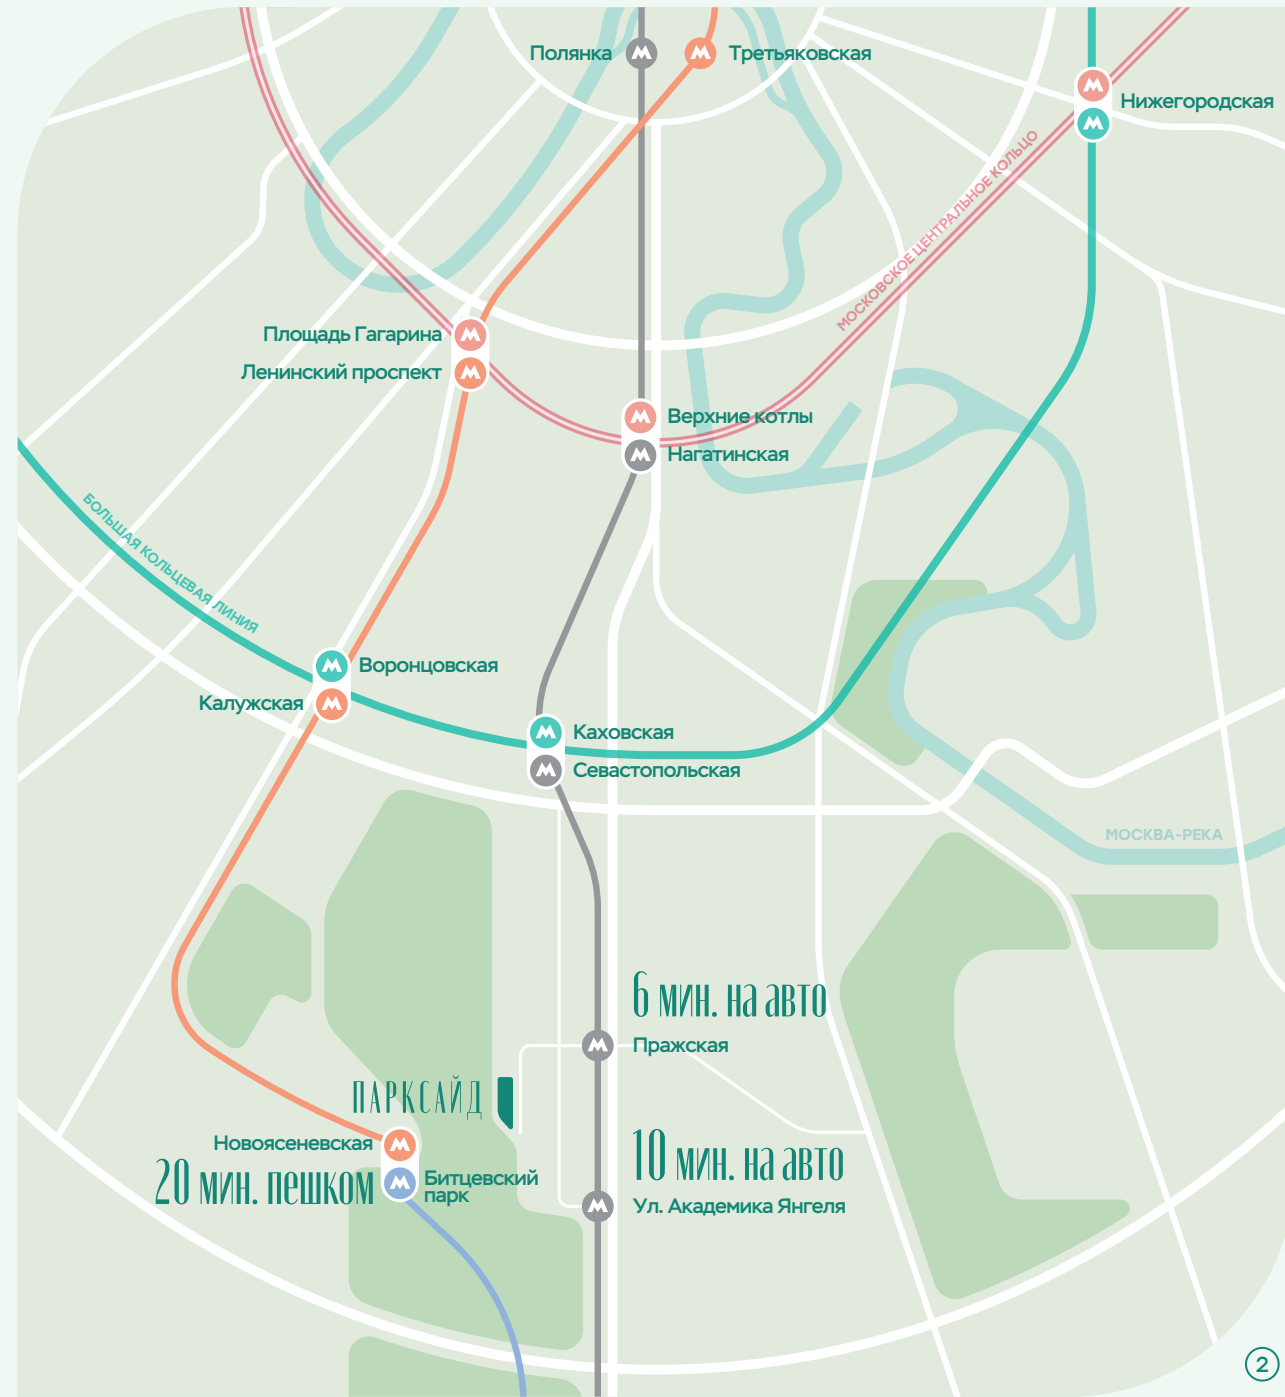 Полянка
Третьяковская
Нижегородская
МОСКОВСКОЕ ЦЕНТРАЛЬНОЕ КОЛЬЦО
Площадь Гагарина
Ленинский проспект
Верхние котлы
Нагатинская
БОЛЬШАЯ КОЛЬЦЕВАЯ ЛИНИЯ
Воронцовская
Калужская
Каховская
Севастопольская
МОСКВА-РЕКА
6 мин. на авто
Пражская
ПАРКСАЙД
Новоясеневская
20 мин. пешком
Битцевский
парк
10 мин. на авто
Ул. Академика Янгеля
2